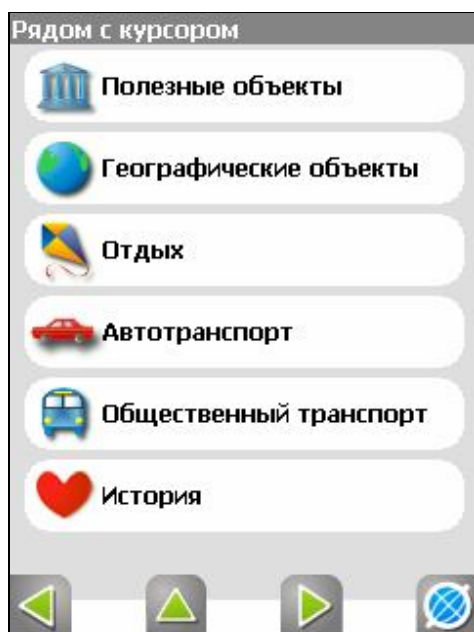 Рядом с курсором
Полезные объекты
Географические объекты
Отдых
Автотранспорт
Общественный транспорт
История